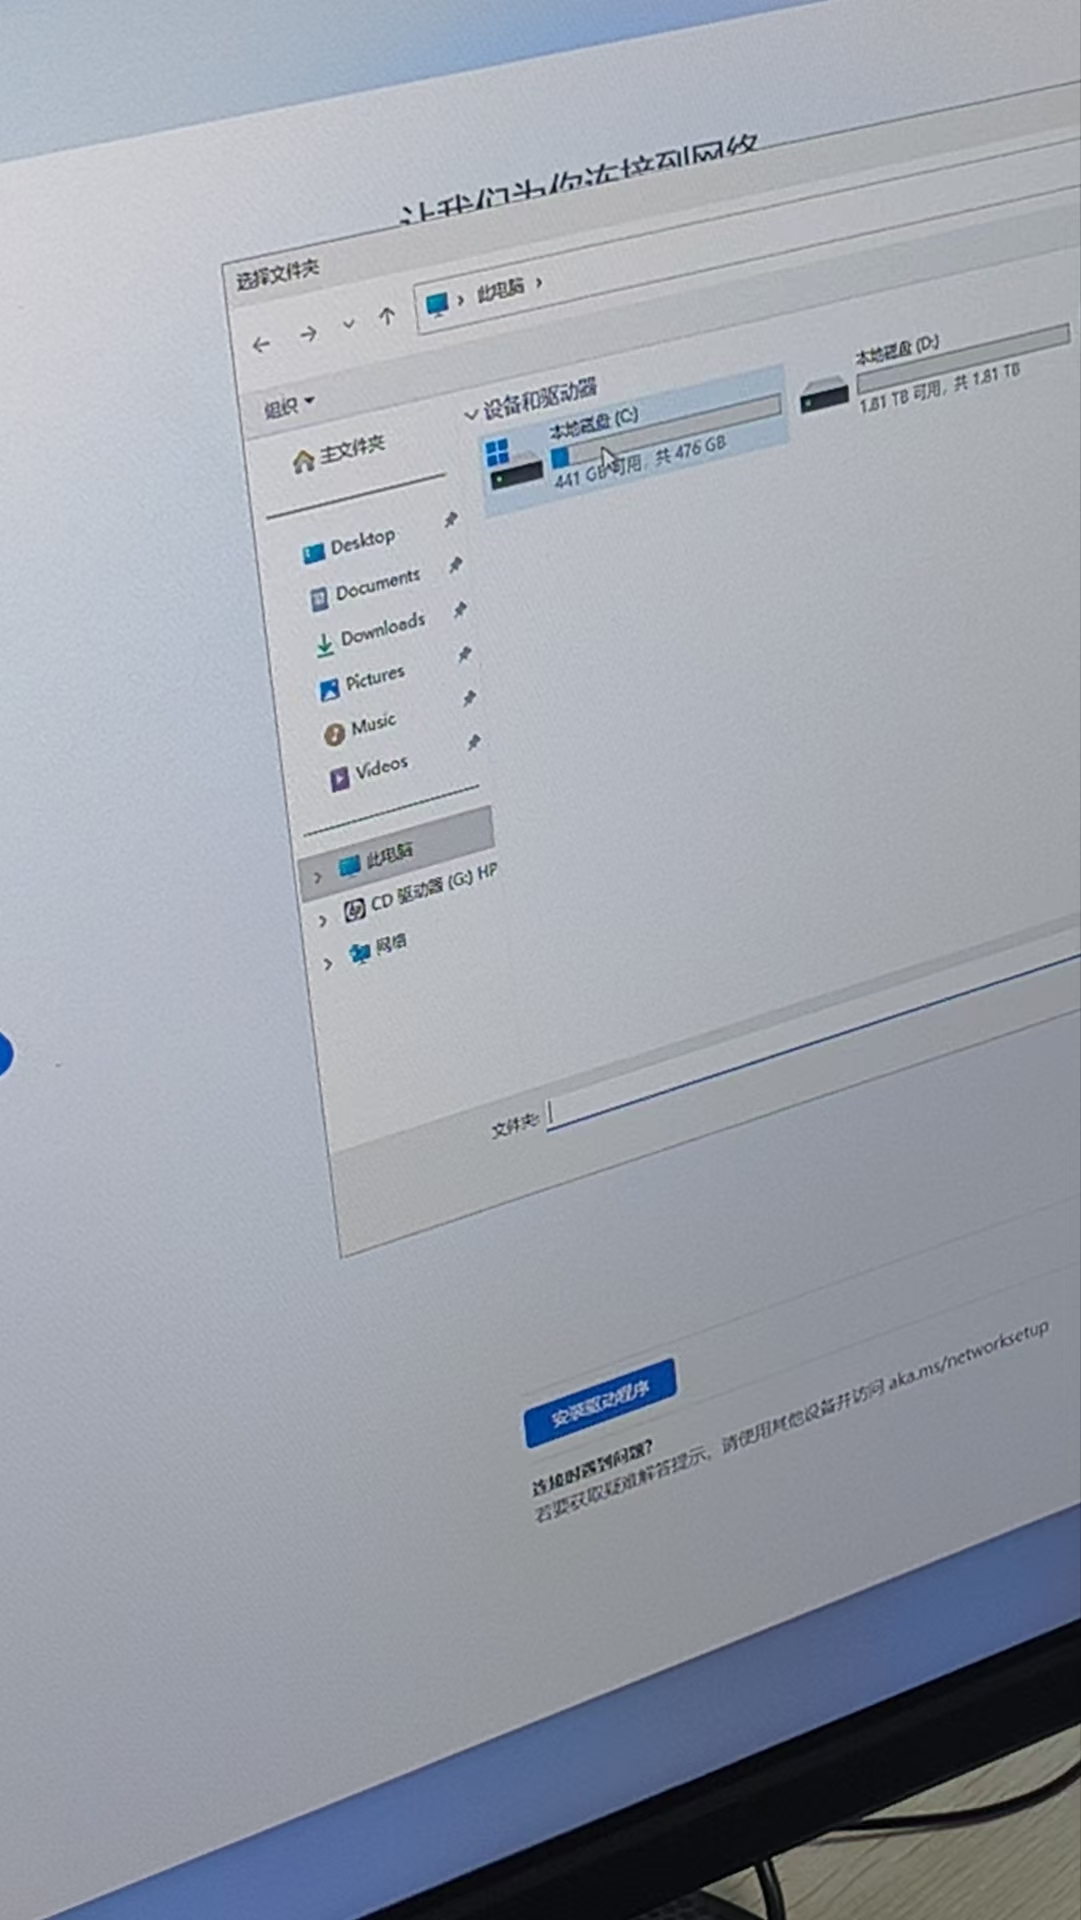 让我们为你连接到网络
选择文件夹
此电脑
组织
主文件夹
Desktop
Documents
Downloads
Pictures
Music
Videos
此电脑
CD 驱动器 (G:) HP
网络
设备和驱动器
本地磁盘 (C:)
441 GB 可用，共 476 GB
本地磁盘 (D:)
1.81 TB 可用，共 1.81 TB
文件夹:
安装驱动程序
连接时遇到问题?
若要获取疑难解答提示，请使用其他设备并访问 aka.ms/networksetup